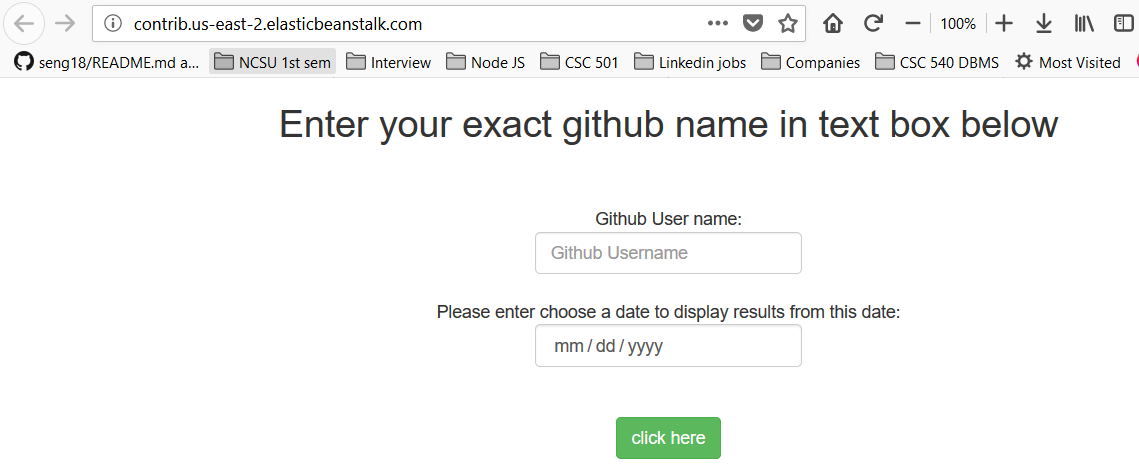 contrib.us-east-2.elasticbeanstalk.com 100%
seng18/README.md a... NCSU 1st sem Interview Node JS CSC 501 Linkedin jobs Companies CSC 540 DBMS Most Visited
Enter your exact github name in text box below
Github User name:
Github Username
Please enter choose a date to display results from this date:
mm / dd / yyyy
click here